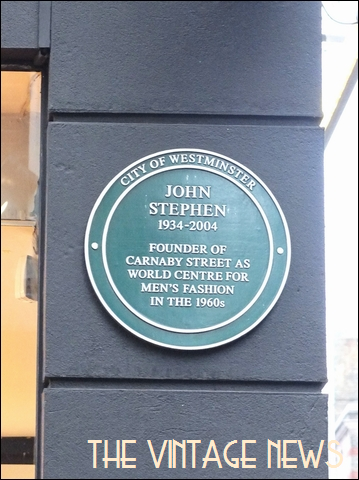 CITY OF WESTMINSTER
JOHN
STEPHEN
1934-2004
FOUNDER OF
CARNABY STREET AS
WORLD CENTRE FOR
MEN'S FASHION
IN THE 1960s
THE VINTAGE NEWS